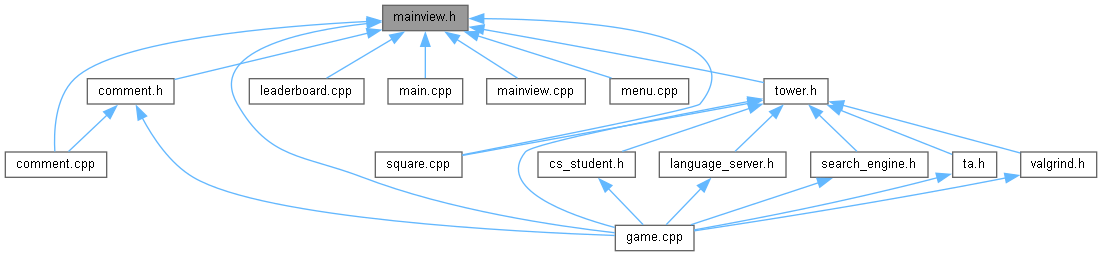 mainview.h
comment.h
leaderboard.cpp
main.cpp
mainview.cpp
menu.cpp
tower.h
comment.cpp
square.cpp
cs_student.h
language_server.h
search_engine.h
ta.h
valgrind.h
game.cpp